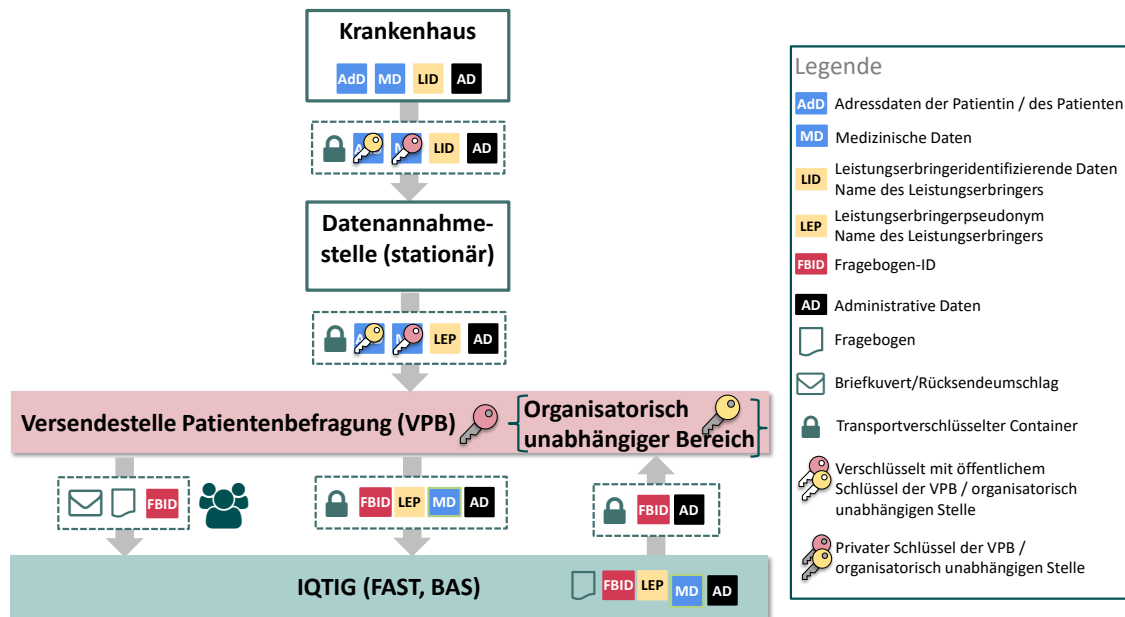 Krankenhaus
AdD MD LID AD
LID AD
Datenannahme-
stelle (stationär)
LEP AD
Versendestelle Patientenbefragung (VPB)
Organisatorisch
unabhängiger Bereich
FBID
FBID LEP MD AD
FBID AD
IQTIG (FAST, BAS)
FBID LEP MD AD
Legende
AdD Adressdaten der Patientin / des Patienten
MD Medizinische Daten
LID Leistungserbringeridentifizierende Daten
Name des Leistungserbringers
LEP Leistungserbringerpseudonym
Name des Leistungserbringers
FBID Fragebogen-ID
AD Administrative Daten
Fragebogen
Briefkuvert/Rücksendeumschlag
Transportverschlüsselter Container
Verschlüsselt mit öffentlichem
Schlüssel der VPB / organisatorisch
unabhängigen Stelle
Privater Schlüssel der VPB /
organisatorisch unabhängigen Stelle